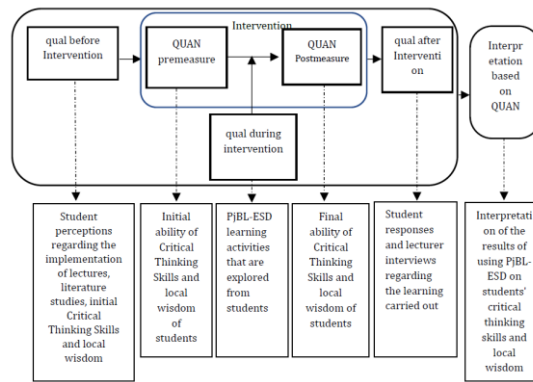 Intervention
qual before
Intervention
QUAN
premeasure
QUAN
Postmeasure
qual after
Interventi
on
Interp
retation
based
on
QUAN
qual during
intervention
Student
perceptions
regarding the
implementation
of lectures,
literature
studies, initial
Critical
Thinking Skills
and local
wisdom
Initial
ability of
Critical
Thinking
Skills and
local
wisdom of
students
PjBL-ESD
learning
activities
that are
explored
from
students
Final
ability of
Critical
Thinking
Skills and
local
wisdom of
students
Student
responses
and lecturer
interviews
regarding
the learning
carried out
Interpretati
on of the
results of
using PjBL-
ESD on
students'
critical
thinking
skills and
local
wisdom